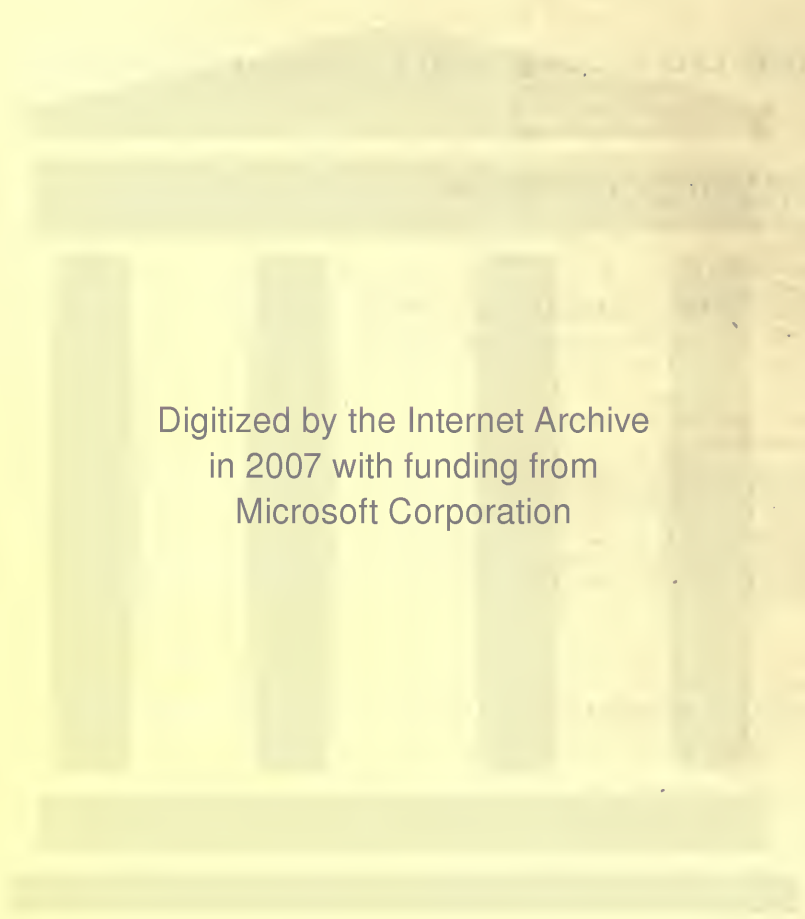 Digitized by the Internet Archive
in 2007 with funding from
Microsoft Corporation